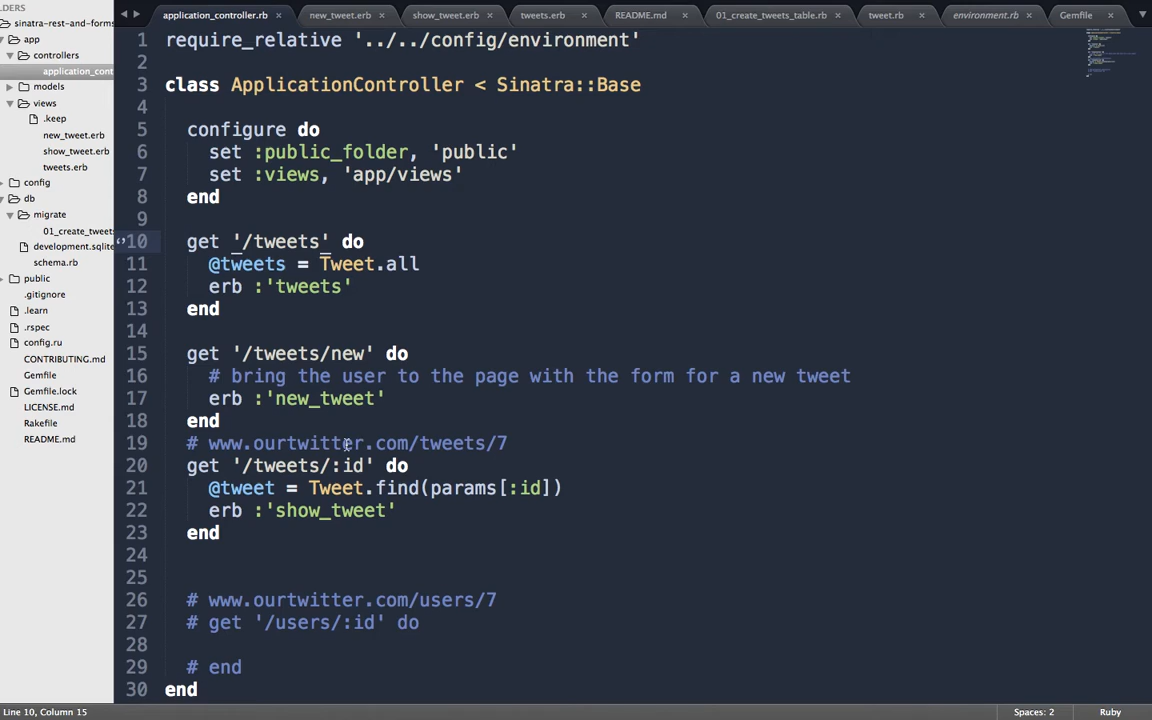 LDERS
sinatra-rest-and-forms
app
controllers
application_cont
models
views
.keep
new_tweet.erb
show_tweet.erb
tweets.erb
config
db
migrate
01_create_tweets
development.sqlite
schema.rb
public
.gitignore
.learn
.rspec
config.ru
CONTRIBUTING.md
Gemfile
Gemfile.lock
LICENSE.md
Rakefile
README.md
application_controller.rb × new_tweet.erb × show_tweet.erb × tweets.erb × README.md × 01_create_tweets_table.rb × tweet.rb × environment.rb × Gemfile ×
1 require_relative '../../config/environment'
2
3 class ApplicationController < Sinatra::Base
4
5 configure do
6 set :public_folder, 'public'
7 set :views, 'app/views'
8 end
9
10 get '/tweets' do
11 @tweets = Tweet.all
12 erb :'tweets'
13 end
14
15 get '/tweets/new' do
16 # bring the user to the page with the form for a new tweet
17 erb :'new_tweet'
18 end
19 # www.ourtwitter.com/tweets/7
20 get '/tweets/:id' do
21 @tweet = Tweet.find(params[:id])
22 erb :'show_tweet'
23 end
24
25
26 # www.ourtwitter.com/users/7
27 # get '/users/:id' do
28
29 # end
30 end
Line 10, Column 15 Spaces: 2 Ruby